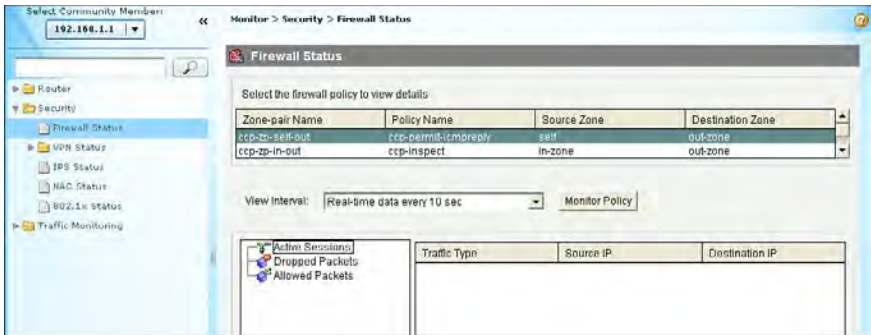 Select Community Member:
192.168.1.1
«
Monitor > Security > Firewall Status
Router
Security
Firewall Status
VPN Status
IPS Status
NAC Status
802.1x Status
Traffic Monitoring
Firewall Status
Select the firewall policy to view details
Zone-pair Name Policy Name Source Zone Destination Zone
ccp-zp-self-out ccp-permit-icmpreply self out-zone
ccp-zp-in-out ccp-inspect in-zone out-zone
View Interval: Real-time data every 10 sec Monitor Policy
Active Sessions
Dropped Packets
Allowed Packets
Traffic Type Source IP Destination IP